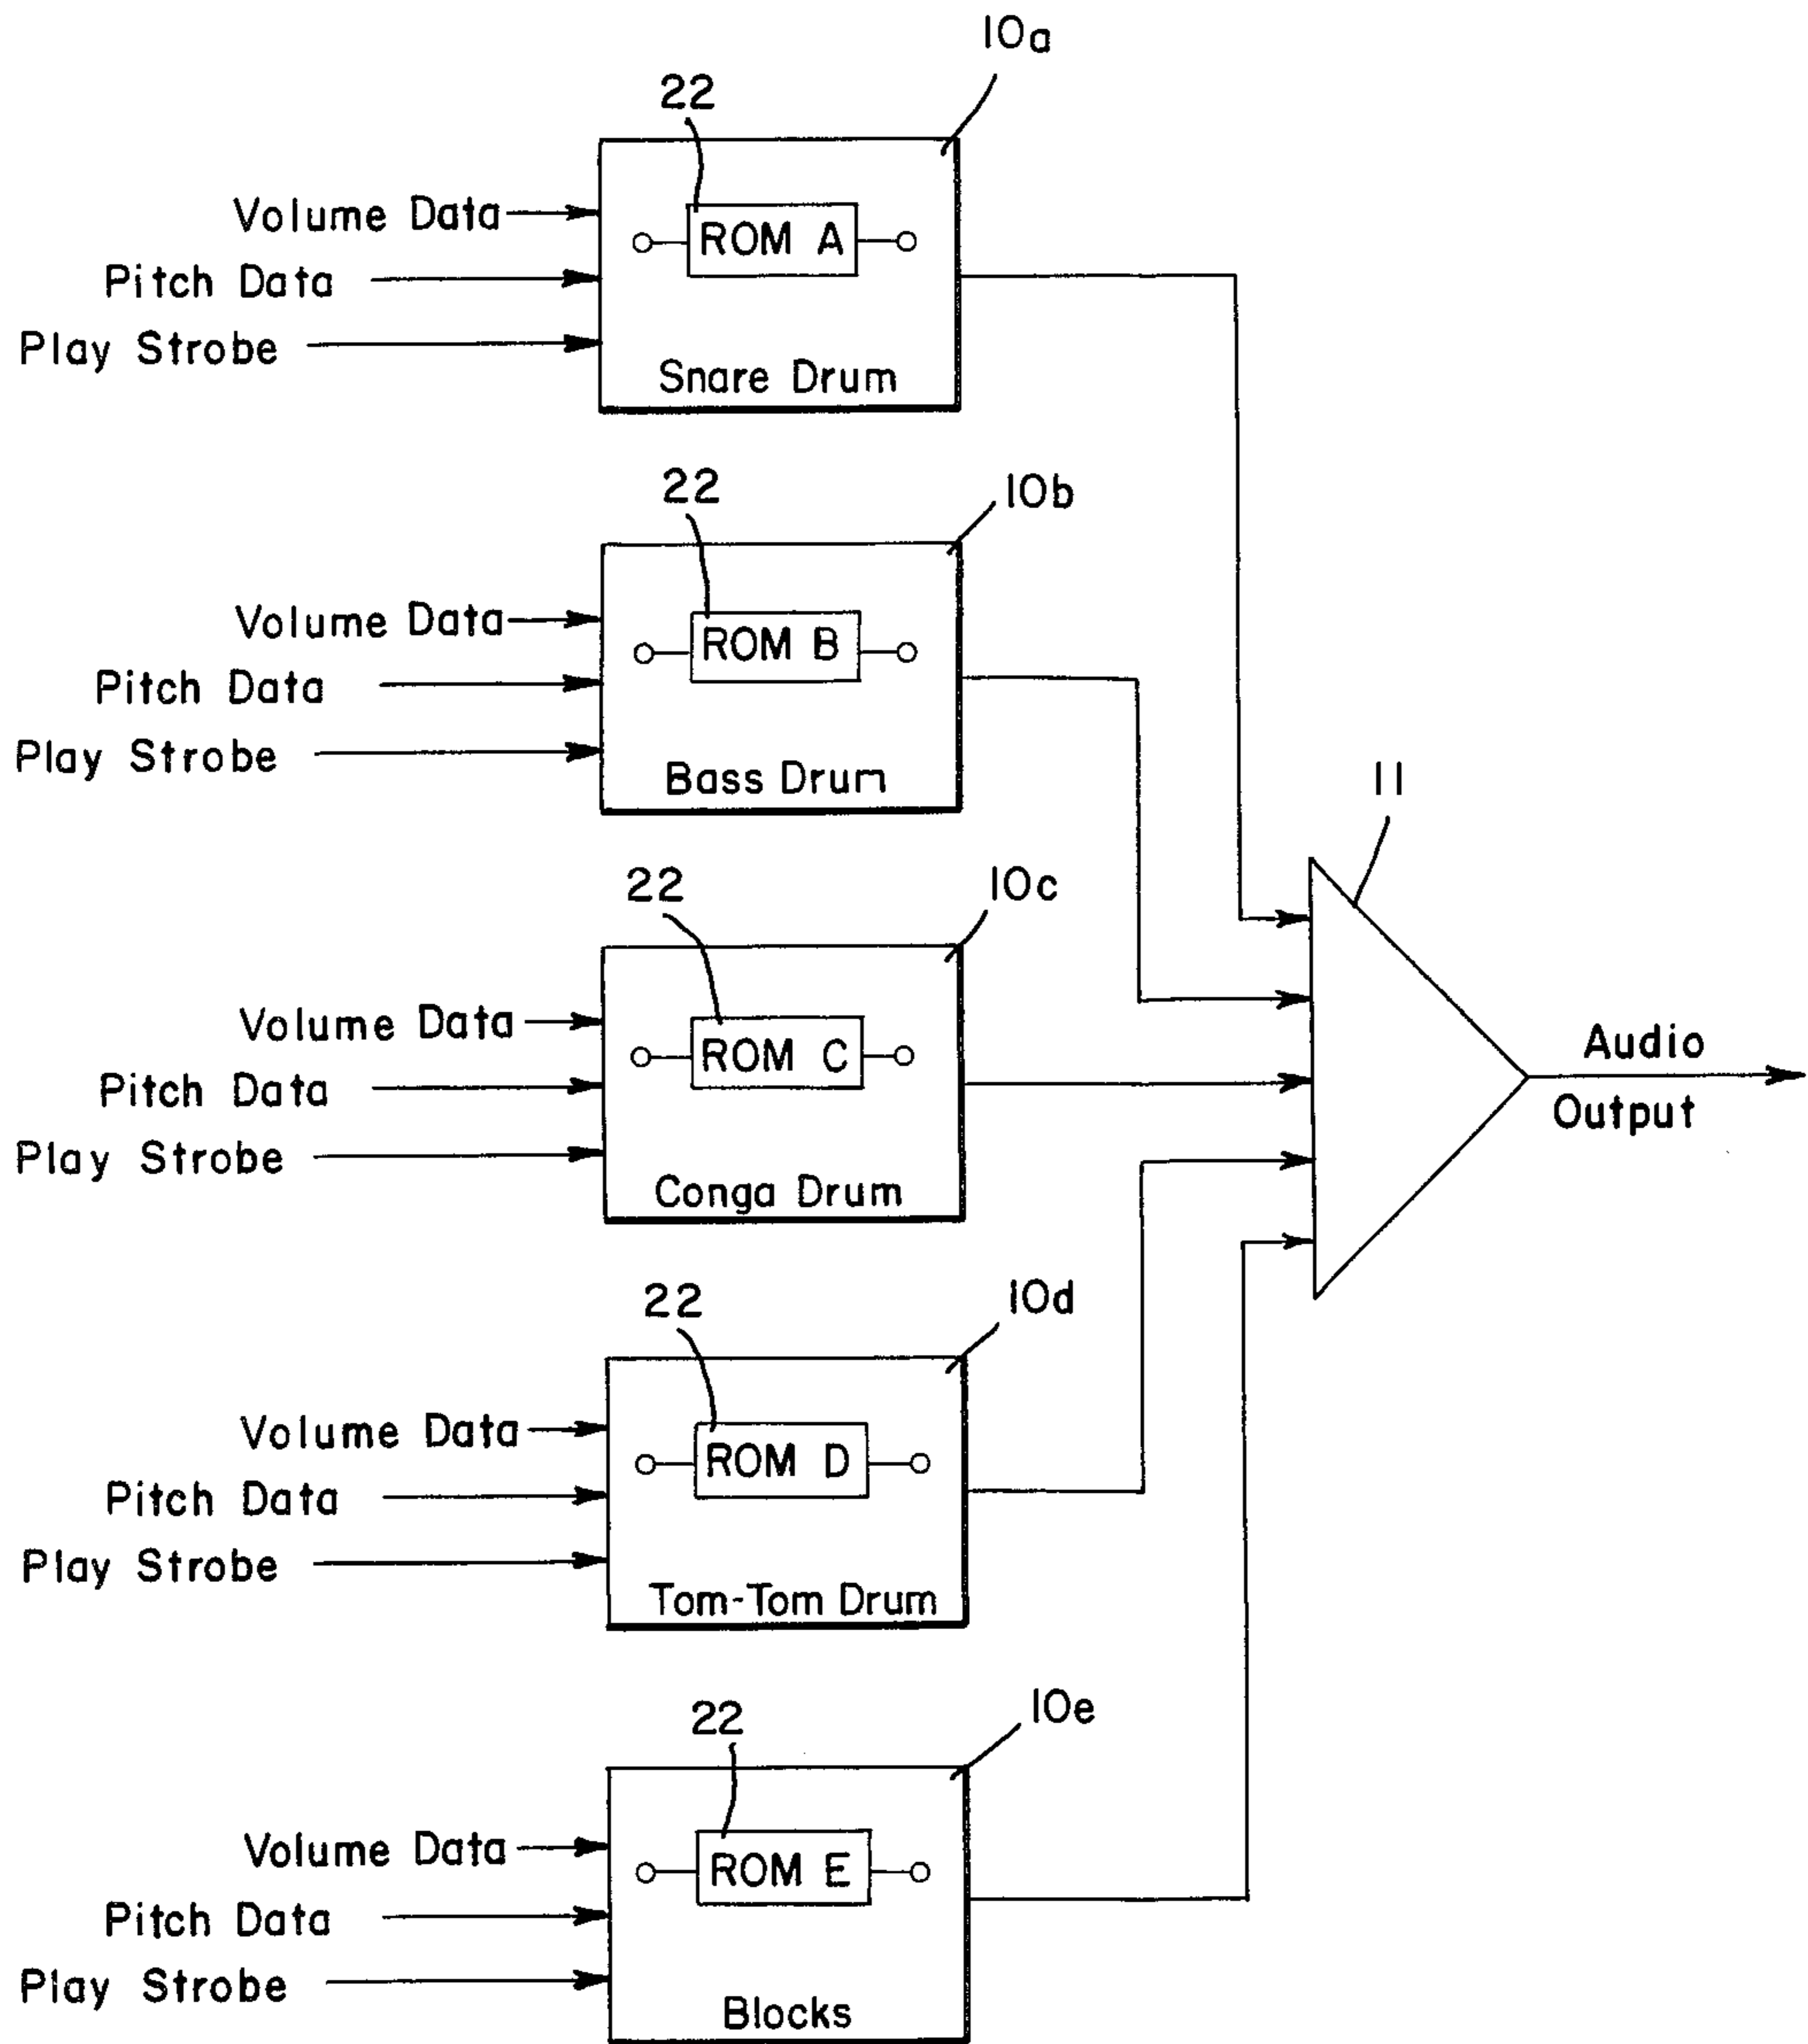 10a
22
Volume Data
ROM A
Pitch Data
Play Strobe
Snare Drum
22
10b
Volume Data
ROM B
Pitch Data
Play Strobe
Bass Drum
11
22
10c
Volume Data
ROM C
Pitch Data
Play Strobe
Conga Drum
Audio
Output
22
10d
Volume Data
ROM D
Pitch Data
Play Strobe
Tom-Tom Drum
22
10e
Volume Data
ROM E
Pitch Data
Play Strobe
Blocks